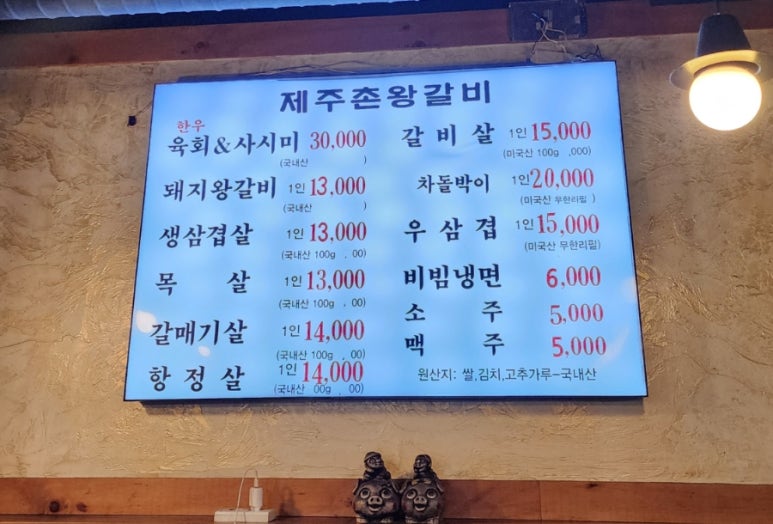 제주촌왕갈비
한우
육회&사시미 30,000
(국내산 )
돼지왕갈비 1인 13,000
(국내산 )
생삼겹살 1인 13,000
(국내산 100g , 00)
목 살 1인 13,000
(국내산 100g , 00)
갈매기살 1인 14,000
(국내산 100g , 00)
항정살 1인 14,000
(국내산 00g , 00)
갈비살 1인 15,000
(미국산 100g ,000)
차돌박이 1인 20,000
(미국산 무한리필 )
우삼겹 1인 15,000
(미국산 무한리필)
비빔냉면 6,000
소 주 5,000
맥 주 5,000
원산지: 쌀,김치,고추가루-국내산